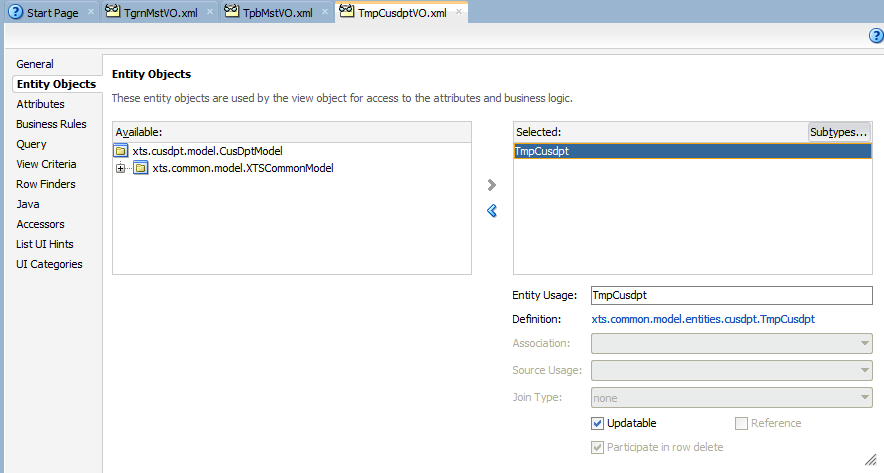 Start Page
TgrnMstVO.xml
TpbMstVO.xml
TmpCusdptVO.xml
General
Entity Objects
Attributes
Business Rules
Query
View Criteria
Row Finders
Java
Accessors
List UI Hints
UI Categories
Entity Objects
These entity objects are used by the view object for access to the attributes and business logic.
Available:
xts.cusdpt.model.CusDptModel
xts.common.model.XTSCommonModel
Selected:
Subtypes...
TmpCusdpt
Entity Usage: TmpCusdpt
Definition: xts.common.model.entities.cusdpt.TmpCusdpt
Association:
Source Usage:
Join Type: none
Updatable Reference
Participate in row delete